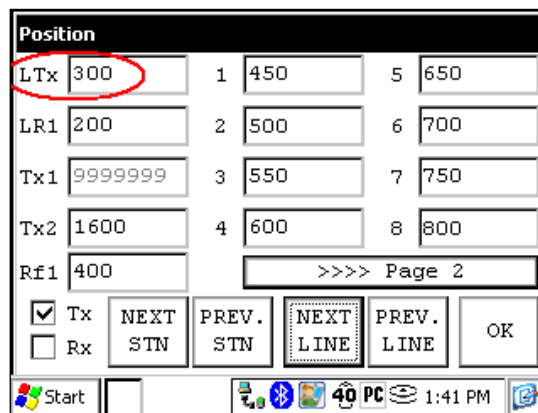 Position
LTx 300 1 450 5 650
LR1 200 2 500 6 700
Tx1 9999999 3 550 7 750
Tx2 1600 4 600 8 800
Rf1 400 >>>> Page 2
Tx NEXT STN PREV. STN NEXT LINE PREV. LINE OK
Rx
Start 40 PC 1:41 PM